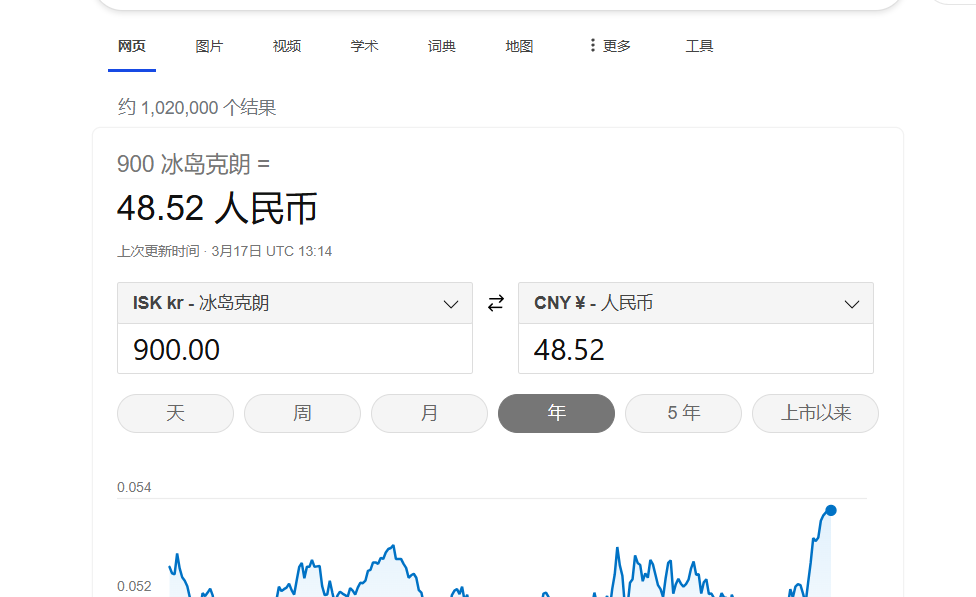 网页 图片 视频 学术 词典 地图 更多 工具
约 1,020,000 个结果
900 冰岛克朗 =
48.52 人民币
上次更新时间 · 3月17日 UTC 13:14
ISK kr - 冰岛克朗 CNY ¥ - 人民币
900.00 48.52
天 周 月 年 5 年 上市以来
0.054
0.052